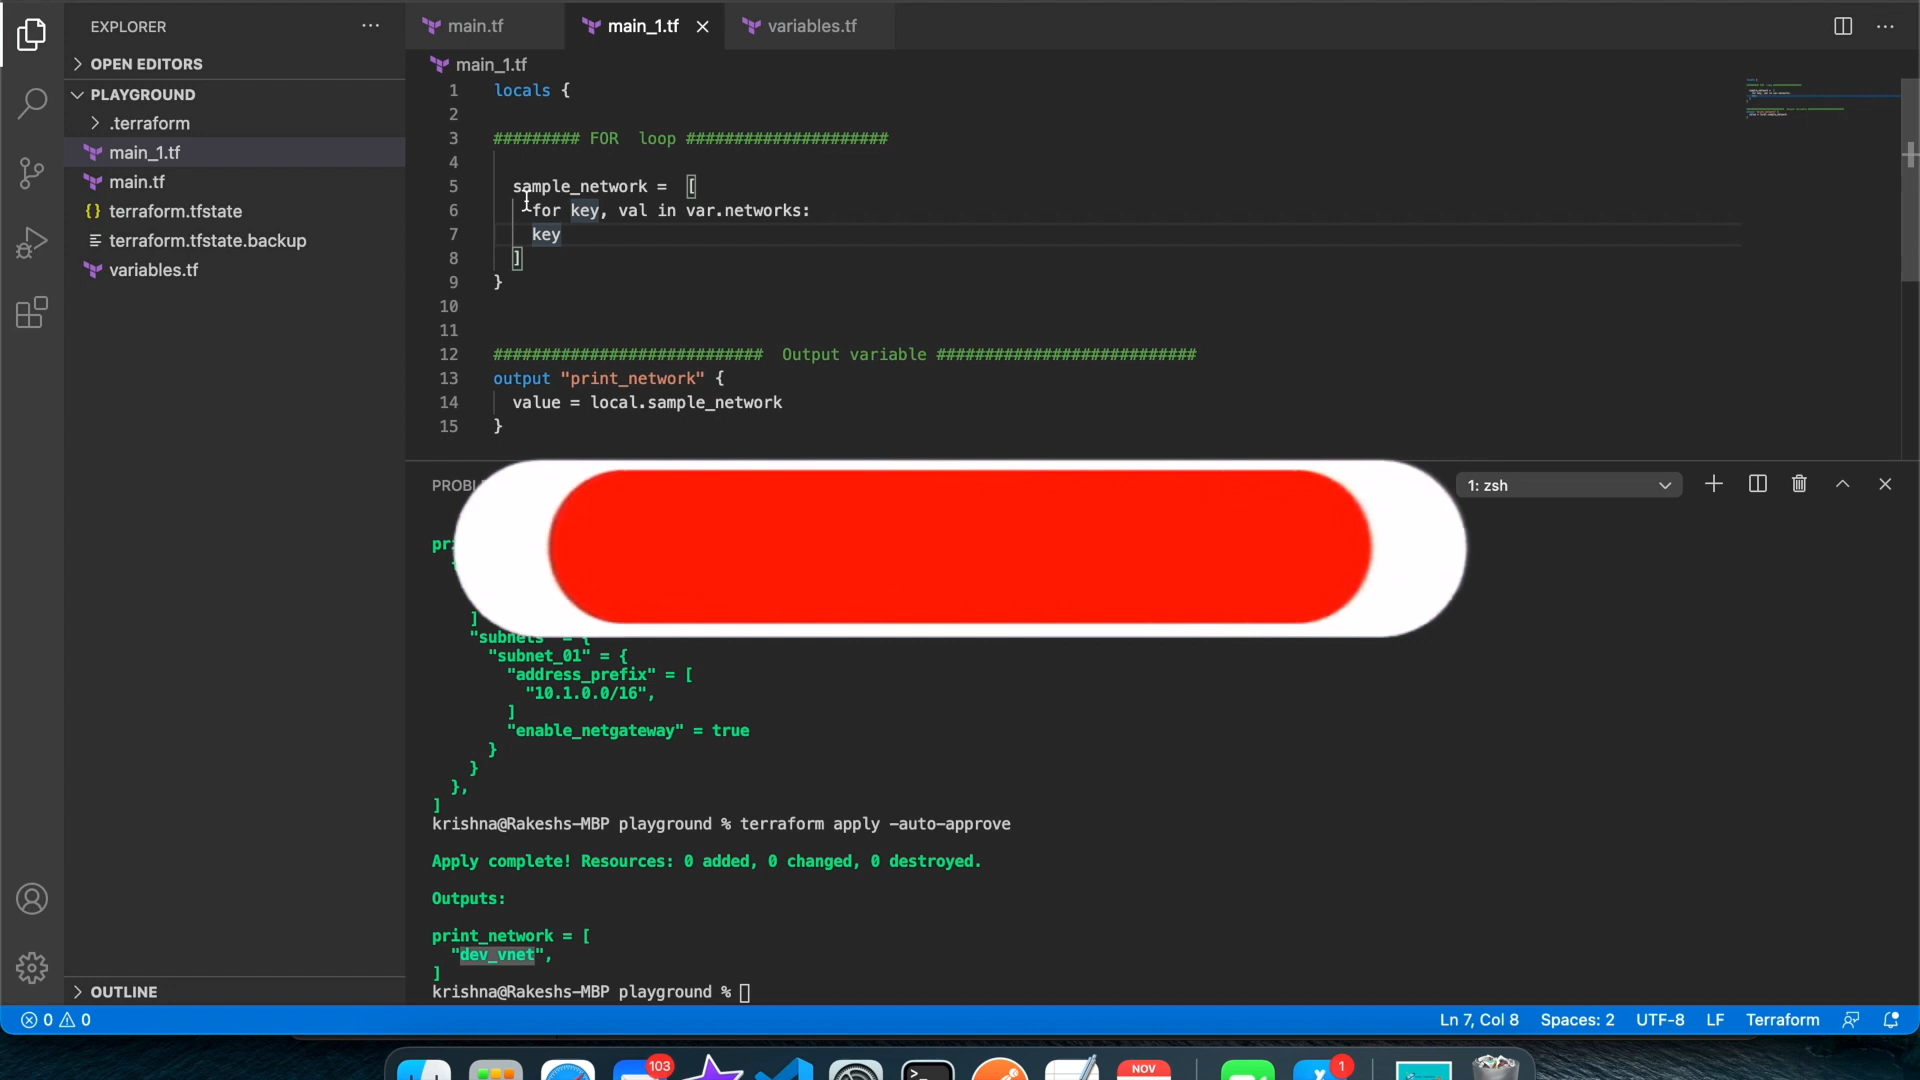 EXPLORER
main.tf
main_1.tf
variables.tf
OPEN EDITORS
main_1.tf
PLAYGROUND
.terraform
main_1.tf
main.tf
terraform.tfstate
terraform.tfstate.backup
variables.tf
1 locals {
2
3 ######### FOR loop #####################
4
5 sample_network = [
6 for key, val in var.networks:
7 key
8 ]
9 }
10
11
12 ############################ Output variable ###########################
13 output "print_network" {
14 value = local.sample_network
15 }
1: zsh
]
"subnets" = {
"subnet_01" = {
"address_prefix" = [
"10.1.0.0/16",
]
"enable_netgateway" = true
}
}
},
]
krishna@Rakeshs-MBP playground % terraform apply -auto-approve
Apply complete! Resources: 0 added, 0 changed, 0 destroyed.
Outputs:
print_network = [
"dev_vnet",
]
krishna@Rakeshs-MBP playground %
OUTLINE
0 0
Ln 7, Col 8 Spaces: 2 UTF-8 LF Terraform
103
NOV
1